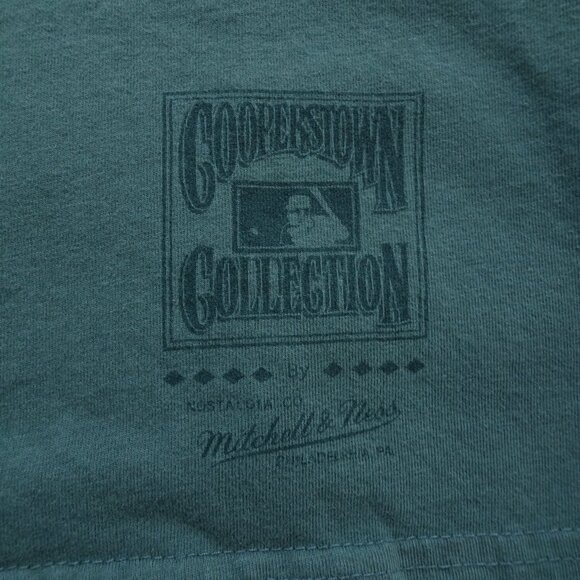 COOPERSTOWN
COLLECTION
by
NOSTALGIA CO.
Mitchell & Ness
PHILADELPHIA, PA.